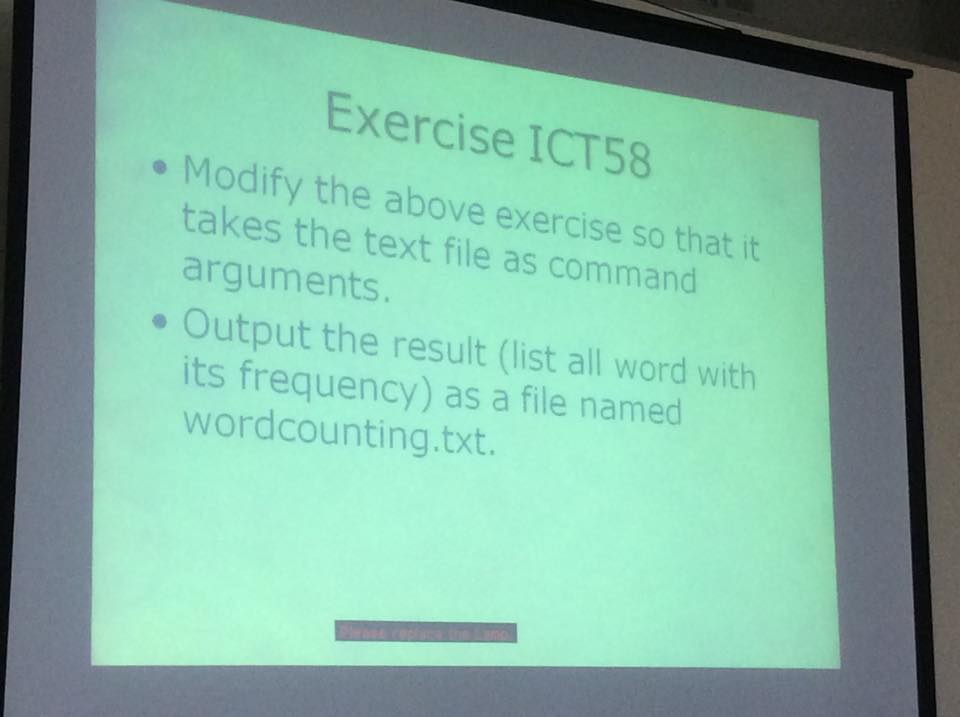 Exercise ICT58
• Modify the above exercise so that it
takes the text file as command
arguments.
• Output the result (list all word with
its frequency) as a file named
wordcounting.txt.
Please replace the Lamp.